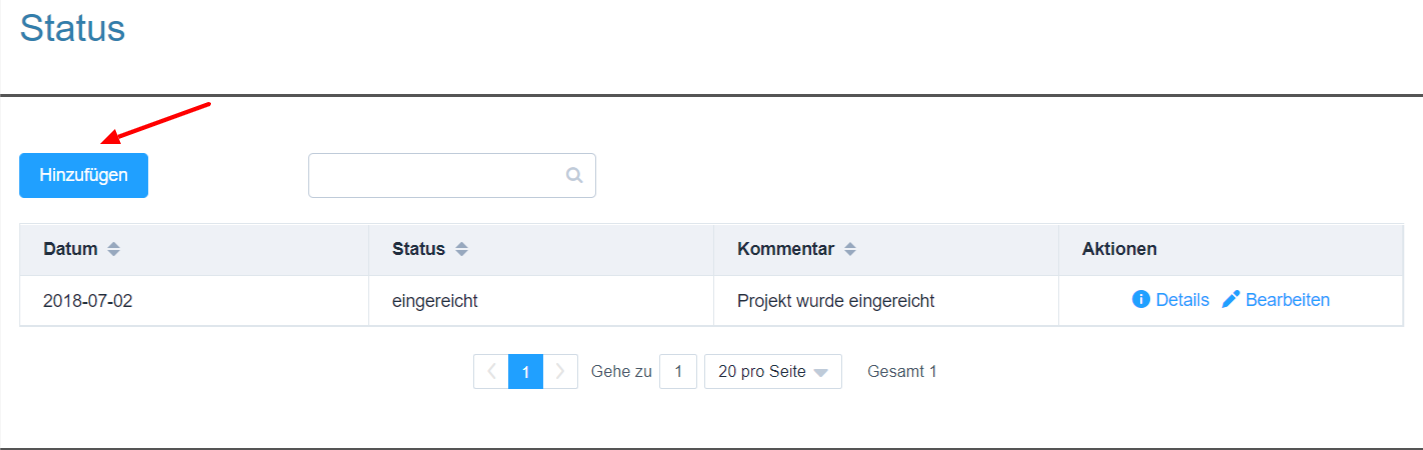 Status
Hinzufügen
Datum Status Kommentar Aktionen
2018-07-02 eingereicht Projekt wurde eingereicht Details Bearbeiten
1 Gehe zu 1 20 pro Seite Gesamt 1